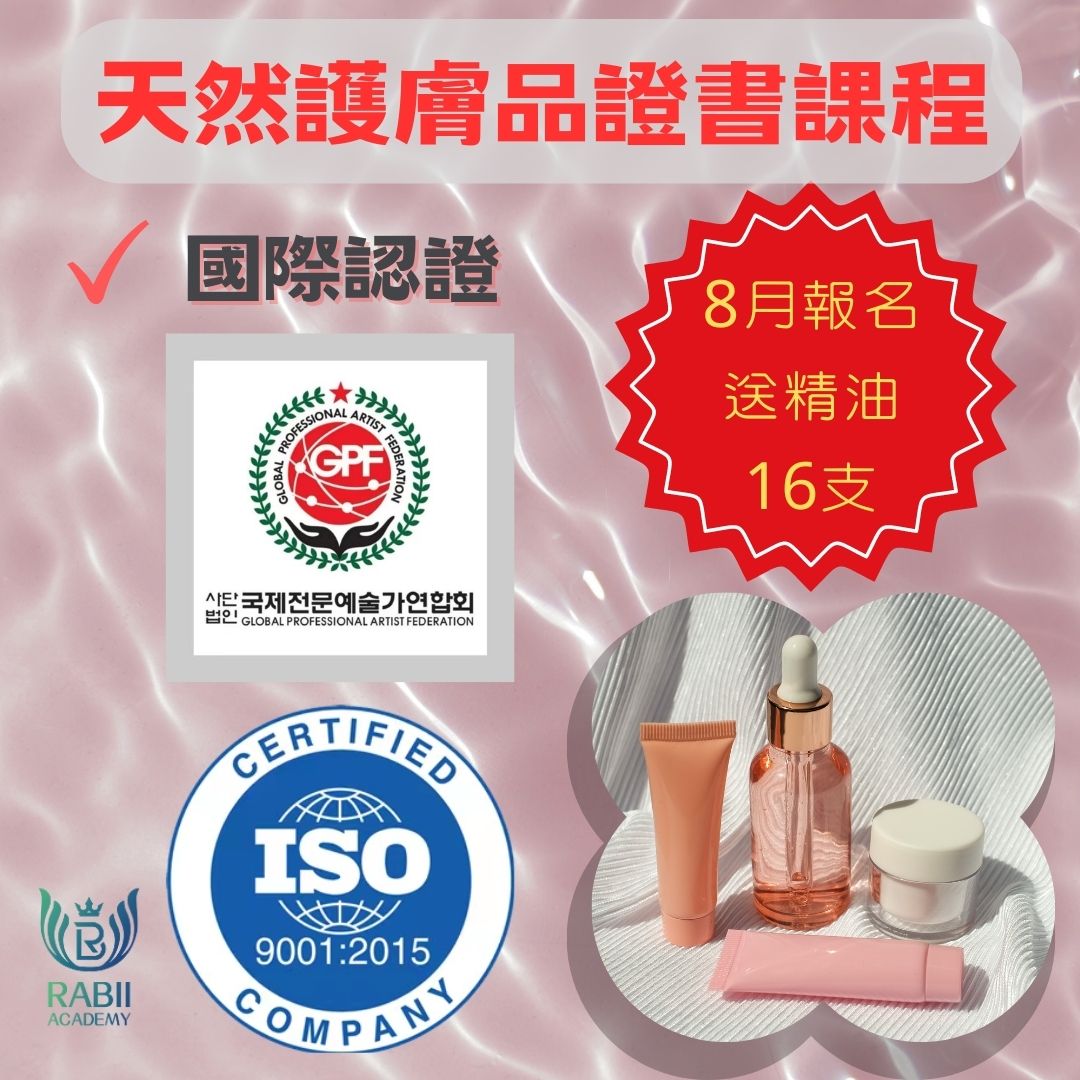 天然護膚品證書課程
國際認證
8月報名
送精油
16支
GLOBAL PROFESSIONAL ARTIST FEDERATION
GPF
사단법인 국제전문예술가연합회
GLOBAL PROFESSIONAL ARTIST FEDERATION
CERTIFIED
ISO
9001:2015
COMPANY
R
RABII
ACADEMY